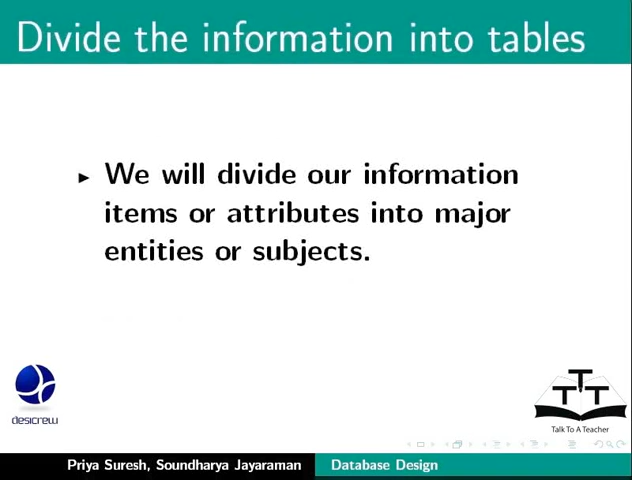 Divide the information into tables
We will divide our information
items or attributes into major
entities or subjects.
desicrew
TTT
Talk To A Teacher
Priya Suresh, Soundharya Jayaraman Database Design